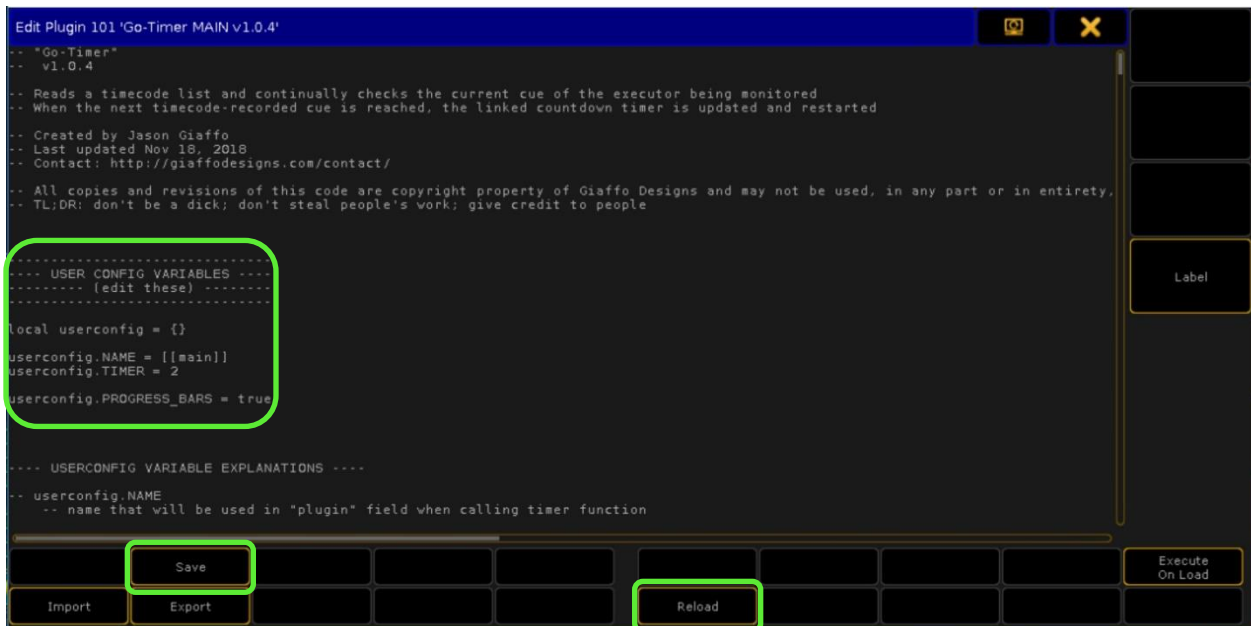 Edit Plugin 101 'Go-Timer MAIN v1.0.4'
-- "Go-Timer"
-- v1.0.4
-- Reads a timecode list and continually checks the current cue of the executor being monitored
-- When the next timecode-recorded cue is reached, the linked countdown timer is updated and restarted
-- Created by Jason Giaffo
-- Last updated Nov 18, 2018
-- Contact: http://giaffodesigns.com/contact/
-- All copies and revisions of this code are copyright property of Giaffo Designs and may not be used, in any part or in entirety,
-- TL;DR: don't be a dick; don't steal people's work; give credit to people
-------------------------------
---- USER CONFIG VARIABLES ----
--------- (edit these) --------
-------------------------------
local userconfig = {}
userconfig.NAME = [[main]]
userconfig.TIMER = 2
userconfig.PROGRESS_BARS = true
---- USERCONFIG VARIABLE EXPLANATIONS ----
-- userconfig.NAME
-- name that will be used in "plugin" field when calling timer function
Label
Save
Execute
On Load
Import
Export
Reload